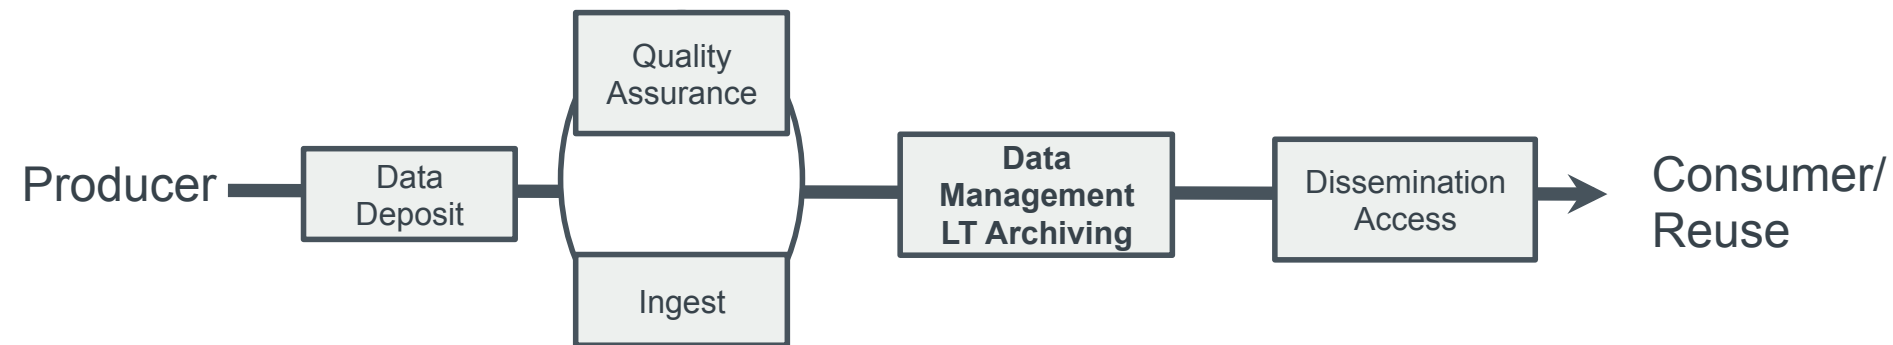 Producer
Data
Deposit
Quality
Assurance
Ingest
Data
Management
LT Archiving
Dissemination
Access
Consumer/
Reuse